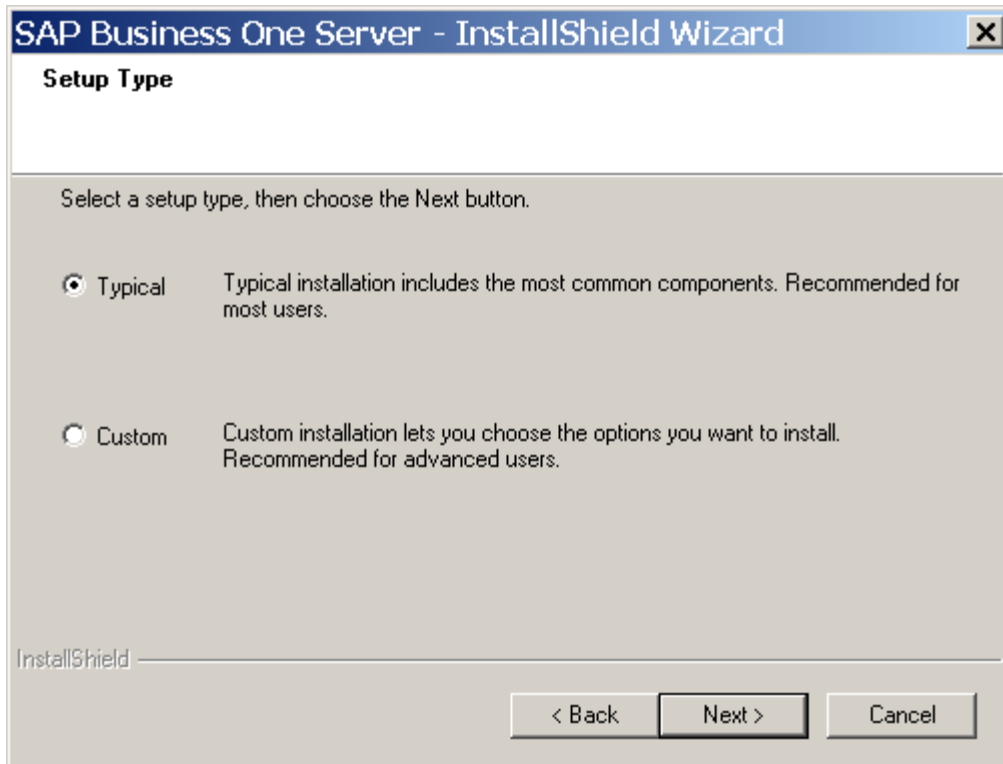 SAP Business One Server - InstallShield Wizard
Setup Type
Select a setup type, then choose the Next button.
Typical
Typical installation includes the most common components. Recommended for
most users.
Custom
Custom installation lets you choose the options you want to install.
Recommended for advanced users.
InstallShield
< Back
Next >
Cancel